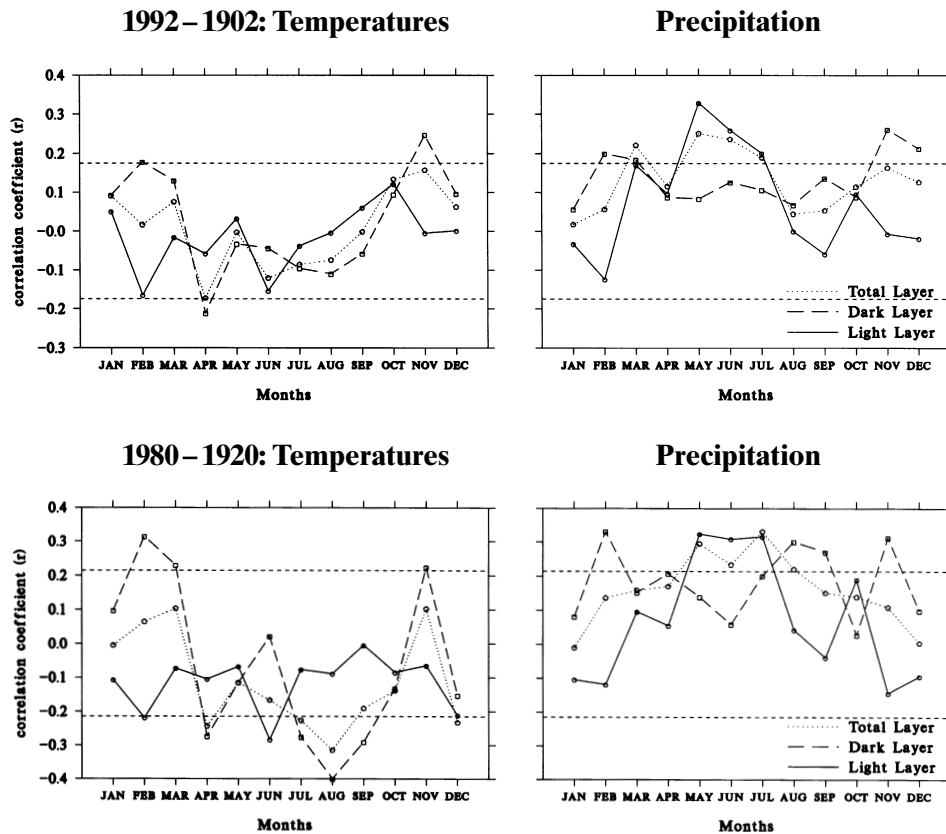 1992–1902: Temperatures
Precipitation
correlation coefficient (r)
0.4
0.3
0.2
0.1
−0.0
−0.1
−0.2
−0.3
JAN FEB MAR APR MAY JUN JUL AUG SEP OCT NOV DEC
Months
Total Layer
Dark Layer
Light Layer
JAN FEB MAR APR MAY JUN JUL AUG SEP OCT NOV DEC
Months
1980–1920: Temperatures
Precipitation
correlation coefficient (r)
0.4
0.3
0.2
0.1
0.0
−0.1
−0.2
−0.3
−0.4
JAN FEB MAR APR MAY JUN JUL AUG SEP OCT NOV DEC
Months
Total Layer
Dark Layer
Light Layer
JAN FEB MAR APR MAY JUN JUL AUG SEP OCT NOV DEC
Months